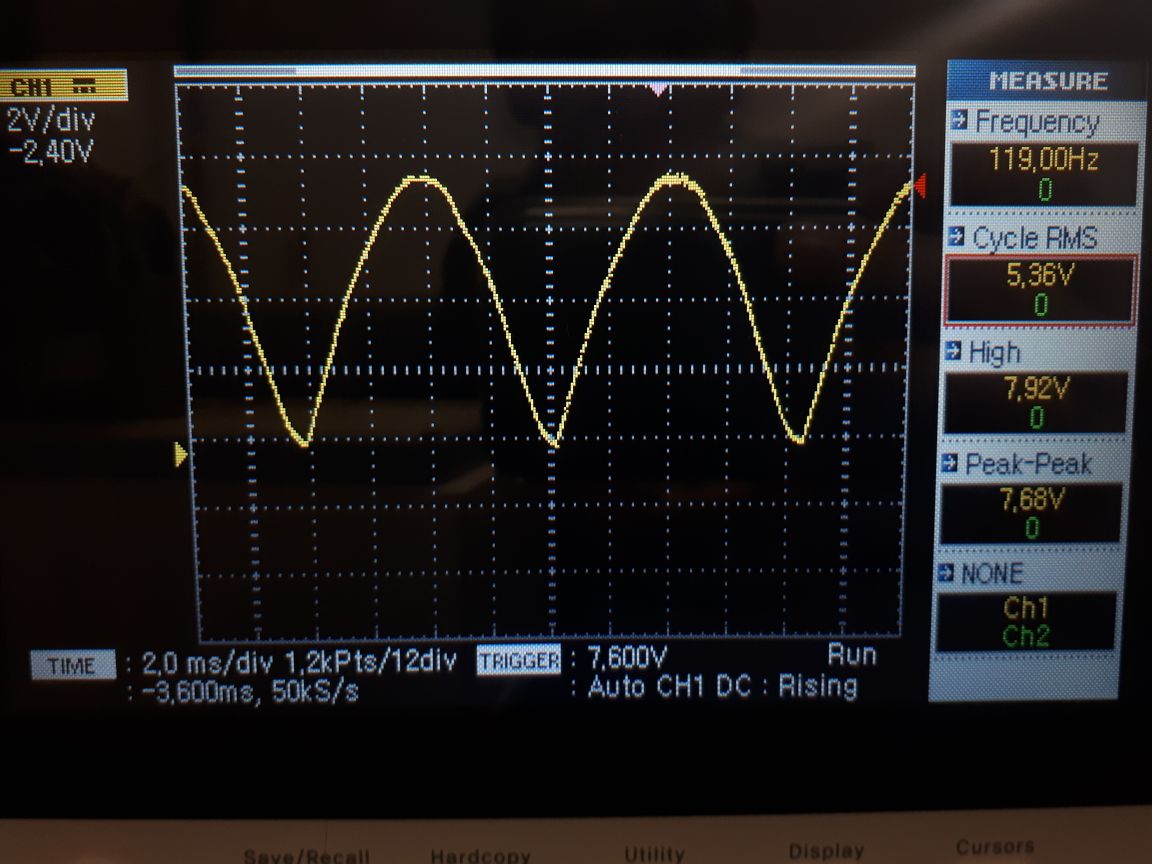 CH1
2V/div
-2,40V
MEASURE
Frequency
119,00Hz
0
Cycle RMS
5,36V
0
High
7,92V
0
Peak-Peak
7,68V
0
NONE
Ch1
Ch2
TIME : 2,0 ms/div 1,2kPts/12div
: -3,600ms, 50kS/s
TRIGGER : 7,600V Run
: Auto CH1 DC : Rising
Save/Recall Hardcopy Utility Display Cursors